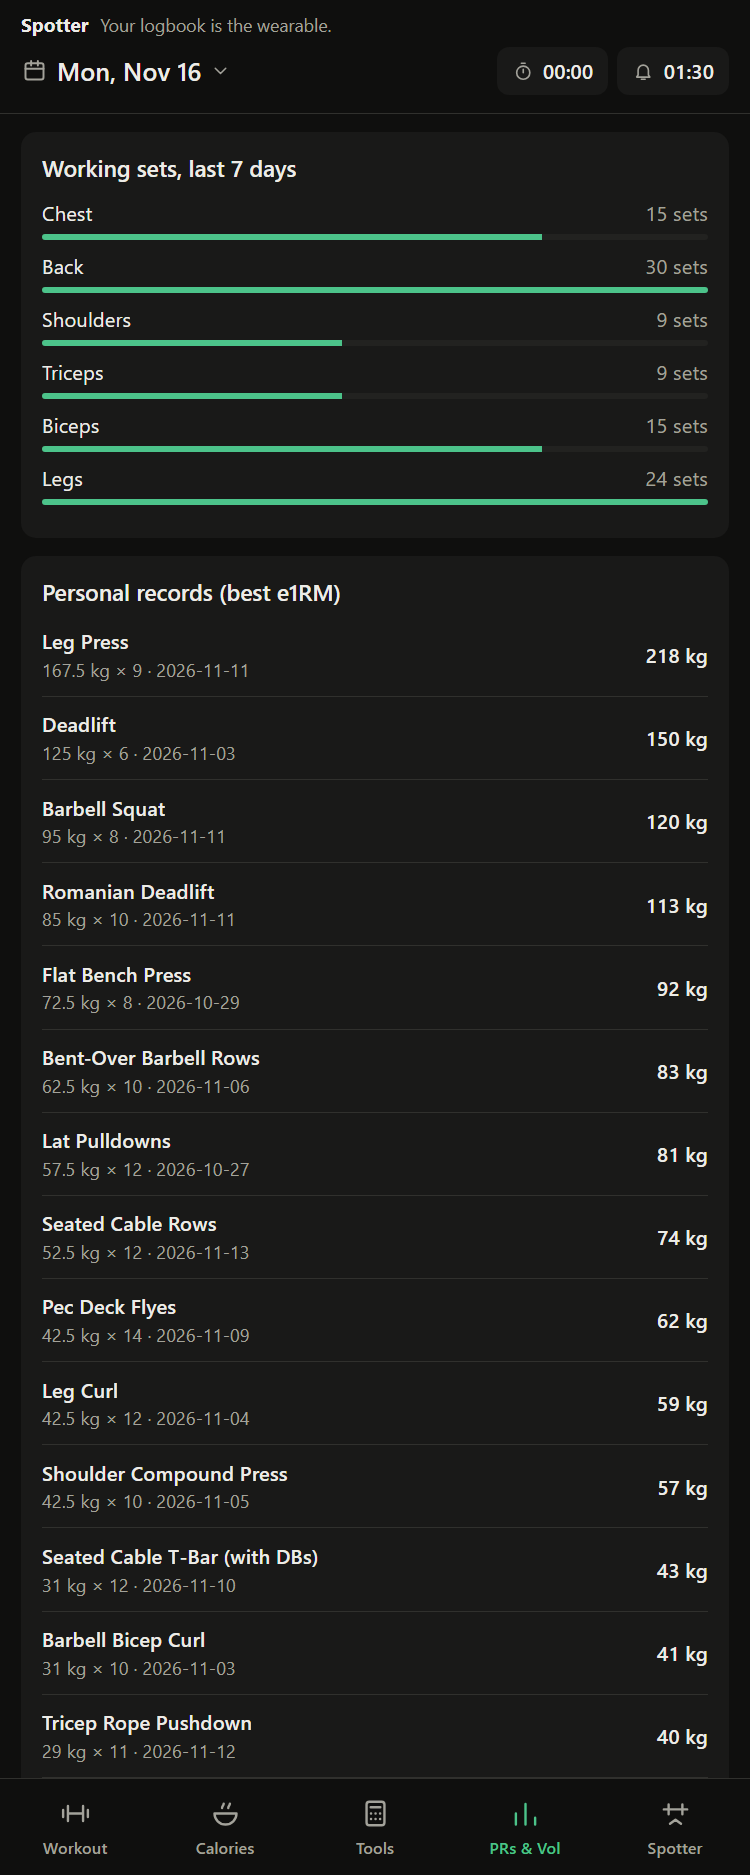 Spotter Your logbook is the wearable.
Mon, Nov 16
00:00
01:30
Working sets, last 7 days
Chest 15 sets
Back 30 sets
Shoulders 9 sets
Triceps 9 sets
Biceps 15 sets
Legs 24 sets
Personal records (best e1RM)
Leg Press
167.5 kg × 9 · 2026-11-11
218 kg
Deadlift
125 kg × 6 · 2026-11-03
150 kg
Barbell Squat
95 kg × 8 · 2026-11-11
120 kg
Romanian Deadlift
85 kg × 10 · 2026-11-11
113 kg
Flat Bench Press
72.5 kg × 8 · 2026-10-29
92 kg
Bent-Over Barbell Rows
62.5 kg × 10 · 2026-11-06
83 kg
Lat Pulldowns
57.5 kg × 12 · 2026-10-27
81 kg
Seated Cable Rows
52.5 kg × 12 · 2026-11-13
74 kg
Pec Deck Flyes
42.5 kg × 14 · 2026-11-09
62 kg
Leg Curl
42.5 kg × 12 · 2026-11-04
59 kg
Shoulder Compound Press
42.5 kg × 10 · 2026-11-05
57 kg
Seated Cable T-Bar (with DBs)
31 kg × 12 · 2026-11-10
43 kg
Barbell Bicep Curl
31 kg × 10 · 2026-11-03
41 kg
Tricep Rope Pushdown
29 kg × 11 · 2026-11-12
40 kg
Workout
Calories
Tools
PRs & Vol
Spotter